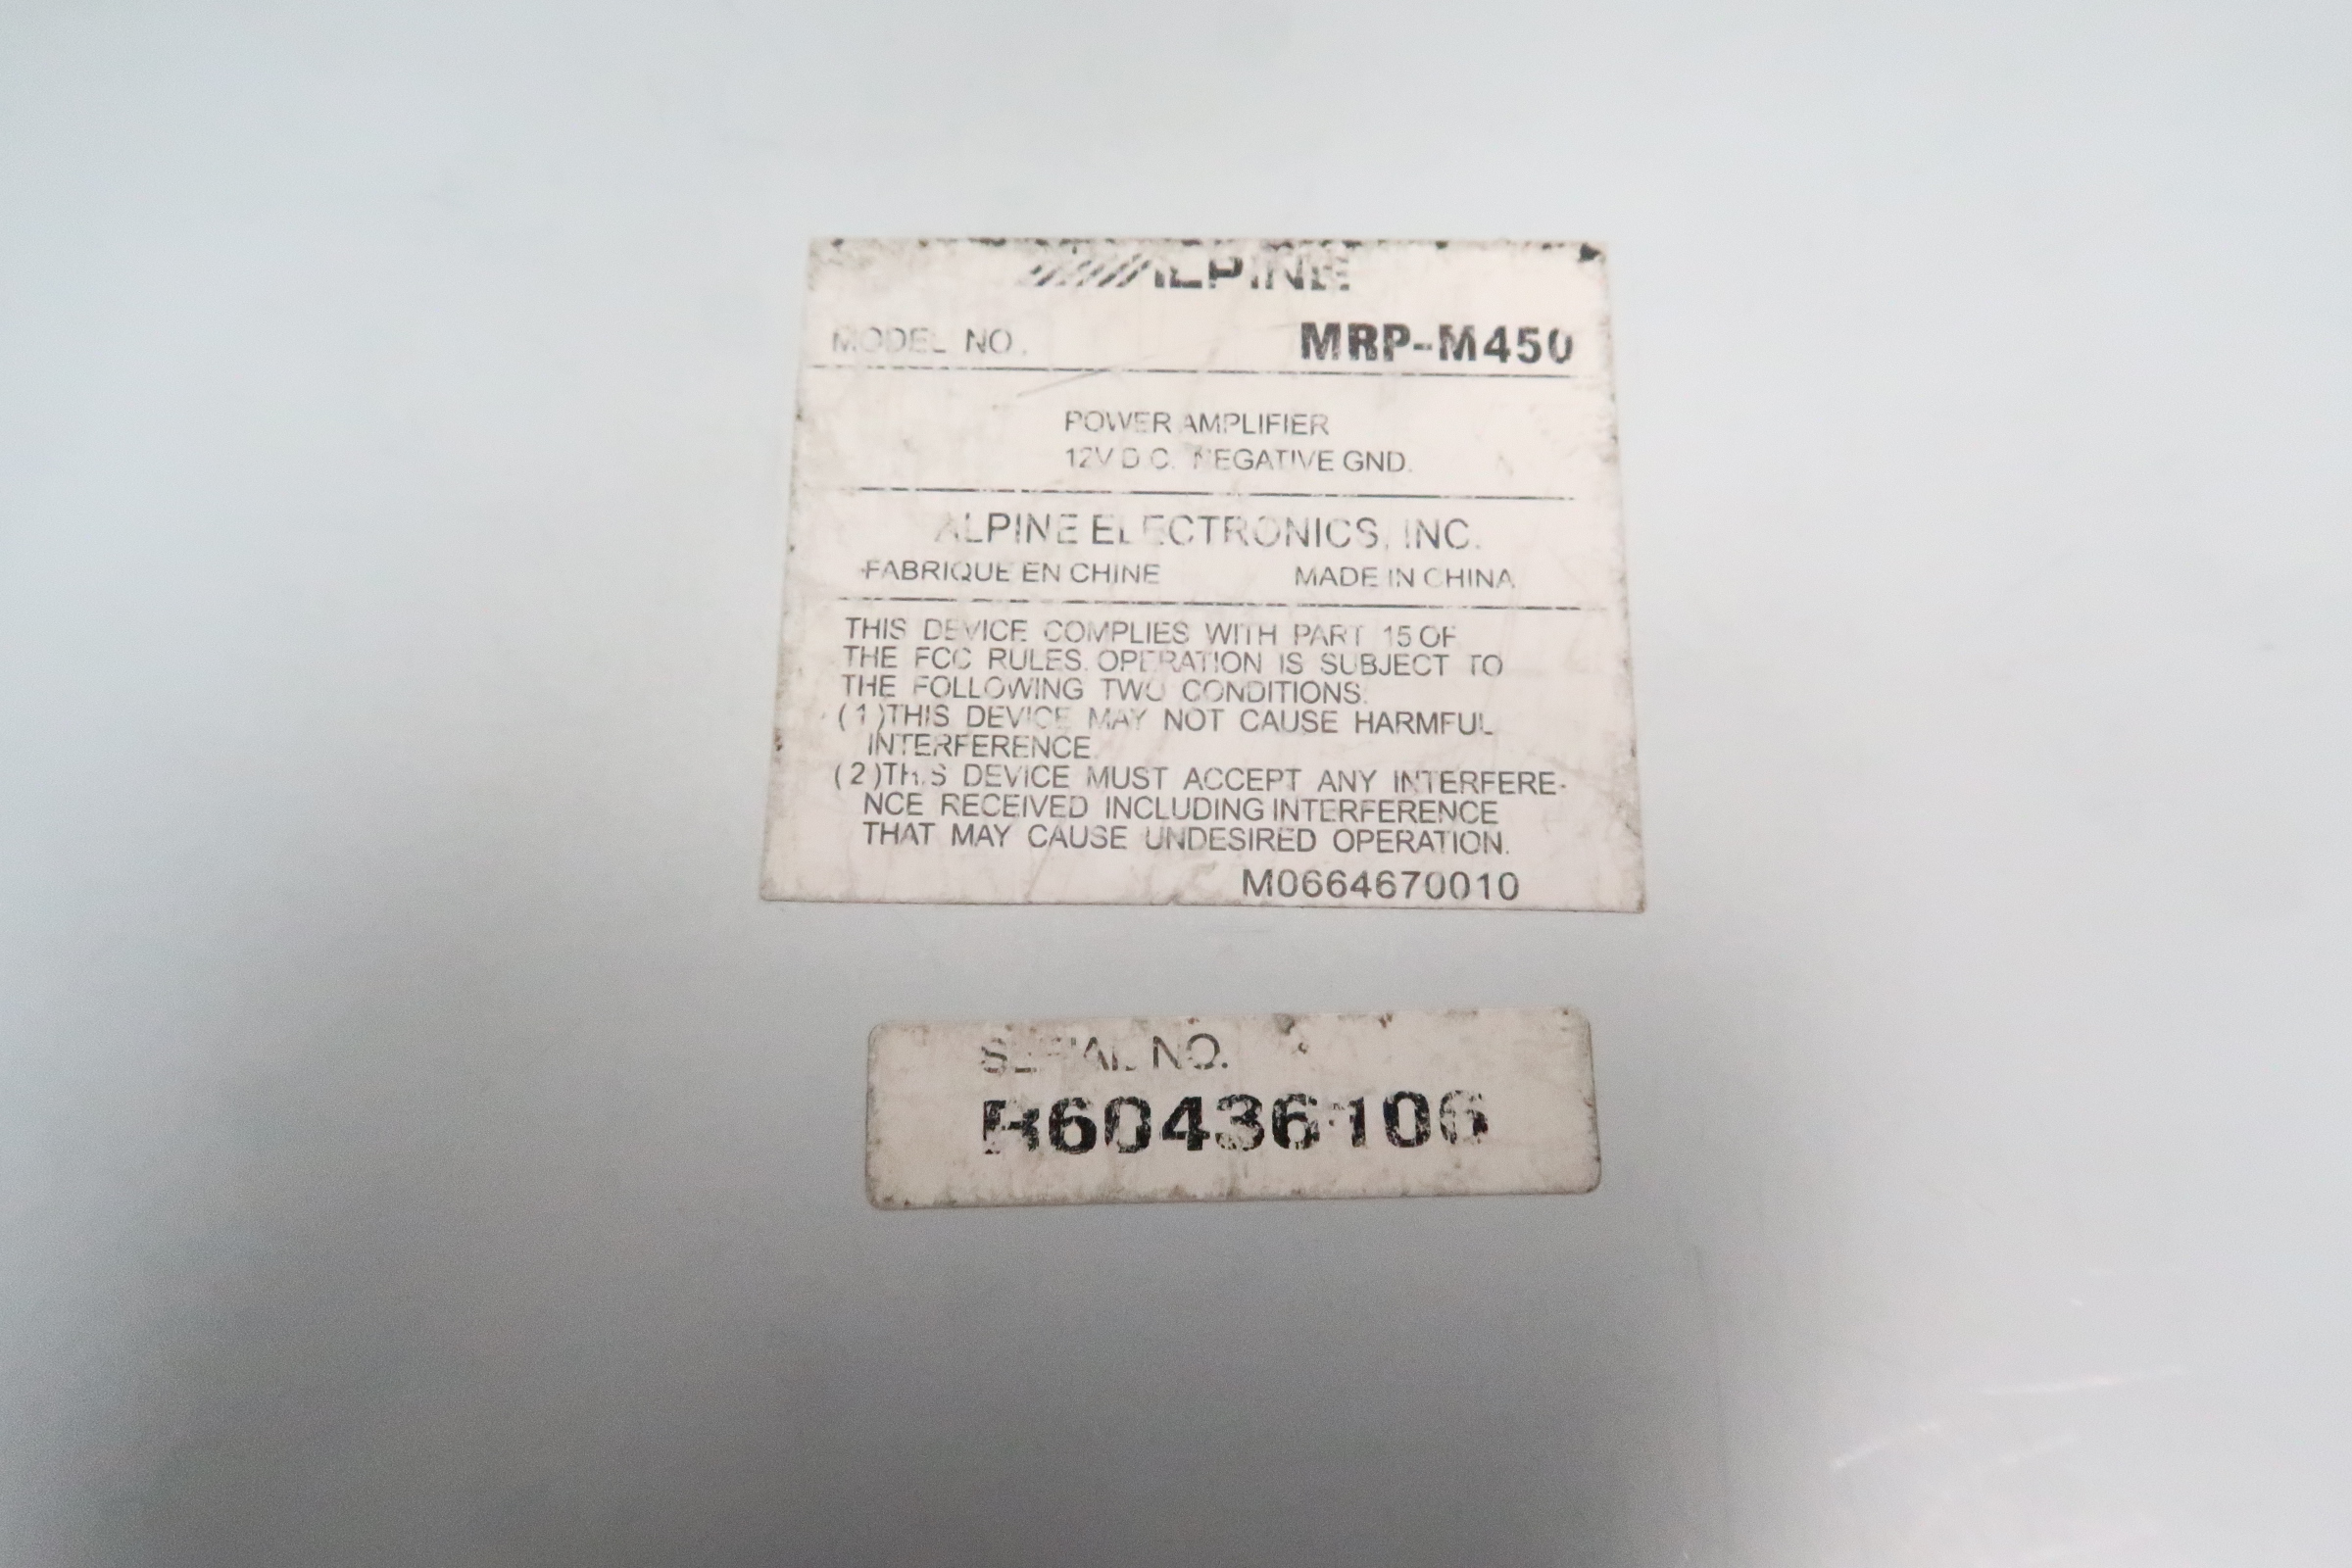 ALPINE
MODEL NO. MRP-M450
POWER AMPLIFIER
12V D.C. NEGATIVE GND.
ALPINE ELECTRONICS, INC.
FABRIQUE EN CHINE MADE IN CHINA
THIS DEVICE COMPLIES WITH PART 15 OF
THE FCC RULES. OPERATION IS SUBJECT TO
THE FOLLOWING TWO CONDITIONS.
(1)THIS DEVICE MAY NOT CAUSE HARMFUL
INTERFERENCE.
(2)THIS DEVICE MUST ACCEPT ANY INTERFERE-
NCE RECEIVED INCLUDING INTERFERENCE
THAT MAY CAUSE UNDESIRED OPERATION.
M0664670010
SERIAL NO.
R60436106